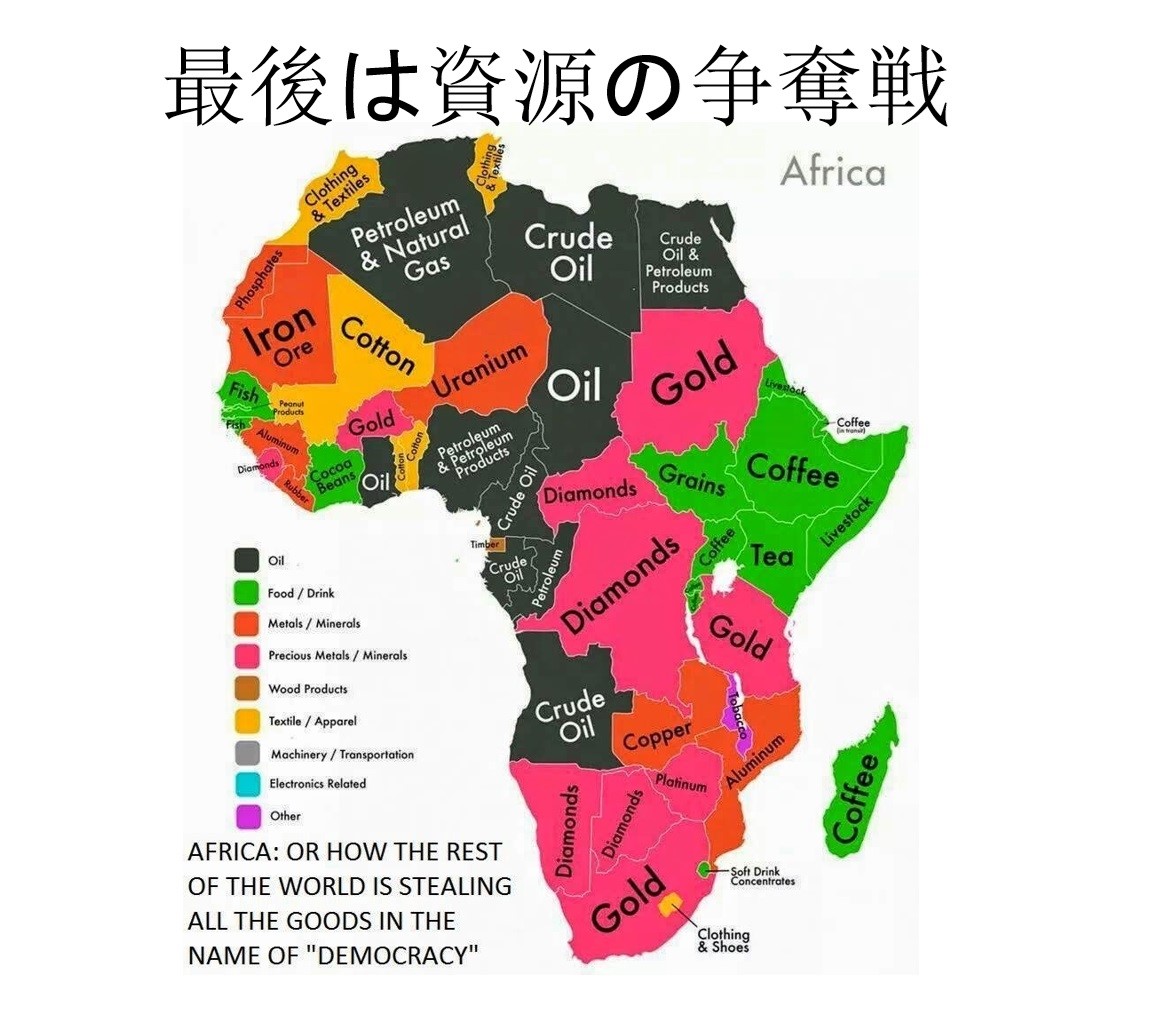 最後は資源の争奪戦
Africa
Clothing
& Textiles
Clothing
& Textiles
Petroleum
& Natural
Gas
Crude
Oil
Crude
Oil &
Petroleum
Products
Phosphates
Iron
Ore
Cotton
Uranium
Oil
Gold
Livestock
Coffee
(in transit)
Fish
Peanut
Products
Fish
Aluminum
Diamonds
Rubber
Cocoa
Beans
Gold
Oil
Cotton
Cotton
Petroleum
& Petroleum
Products
Crude Oil
Diamonds
Grains
Coffee
Livestock
Timber
Crude
Oil
Petroleum
Diamonds
Coffee
Tea
Gold
Crude
Oil
Copper
Tobacco
Aluminum
Diamonds
Diamonds
Platinum
Coffee
Gold
Soft Drink
Concentrates
Clothing
& Shoes
Oil
Food / Drink
Metals / Minerals
Precious Metals / Minerals
Wood Products
Textile / Apparel
Machinery / Transportation
Electronics Related
Other
AFRICA: OR HOW THE REST
OF THE WORLD IS STEALING
ALL THE GOODS IN THE
NAME OF "DEMOCRACY"